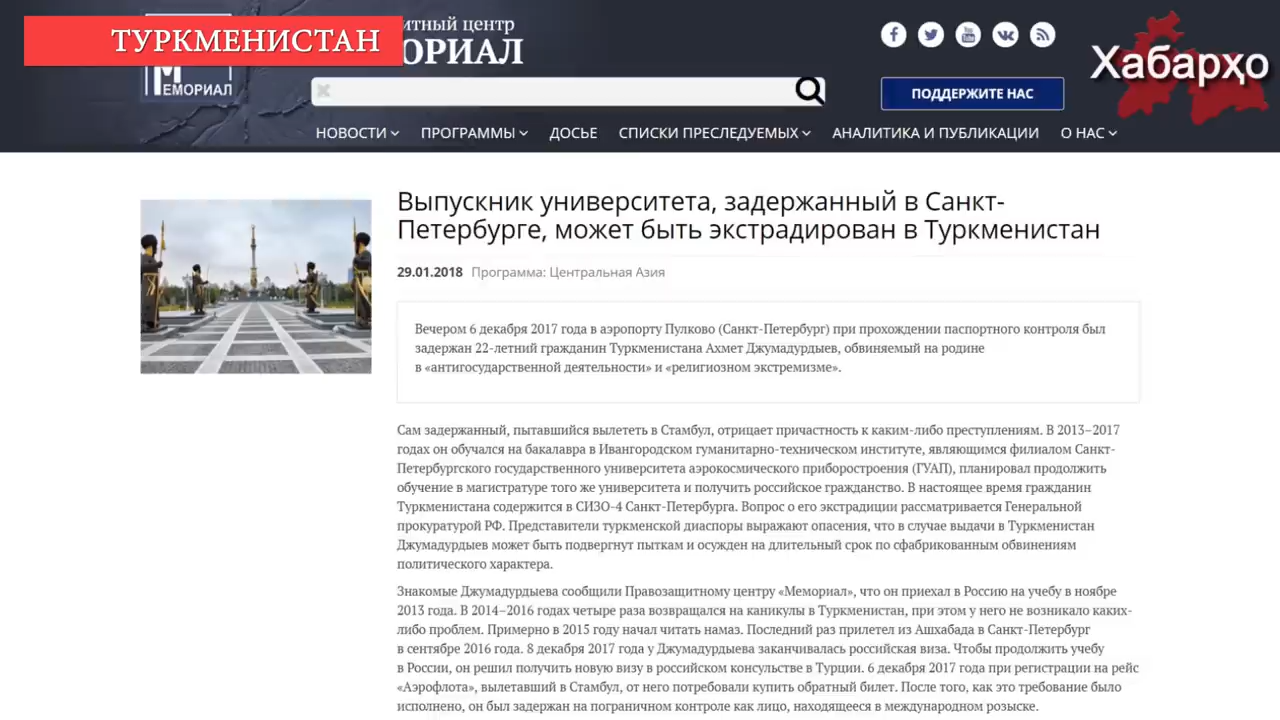 ТУРКМЕНИСТАН
итный центр
ОРИАЛ
МЕМОРИАЛ
Хабарҳо
ПОДДЕРЖИТЕ НАС
НОВОСТИ ПРОГРАММЫ ДОСЬЕ СПИСКИ ПРЕСЛЕДУЕМЫХ АНАЛИТИКА И ПУБЛИКАЦИИ О НАС
Выпускник университета, задержанный в Санкт-
Петербурге, может быть экстрадирован в Туркменистан
29.01.2018 Программа: Центральная Азия
Вечером 6 декабря 2017 года в аэропорту Пулково (Санкт-Петербург) при прохождении паспортного контроля был
задержан 22-летний гражданин Туркменистана Ахмет Джумадурдыев, обвиняемый на родине
в «антигосударственной деятельности» и «религиозном экстремизме».
Сам задержанный, пытавшийся вылететь в Стамбул, отрицает причастность к каким-либо преступлениям. В 2013–2017
годах он обучался на бакалавра в Ивангородском гуманитарно-техническом институте, являющимся филиалом Санкт-
Петербургского государственного университета аэрокосмического приборостроения (ГУАП), планировал продолжить
обучение в магистратуре того же университета и получить российское гражданство. В настоящее время гражданин
Туркменистана содержится в СИЗО-4 Санкт-Петербурга. Вопрос о его экстрадиции рассматривается Генеральной
прокуратурой РФ. Представители туркменской диаспоры выражают опасения, что в случае выдачи в Туркменистан
Джумадурдыев может быть подвергнут пыткам и осужден на длительный срок по сфабрикованным обвинениям
политического характера.
Знакомые Джумадурдыева сообщили Правозащитному центру «Мемориал», что он приехал в Россию на учебу в ноябре
2013 года. В 2014–2016 годах четыре раза возвращался на каникулы в Туркменистан, при этом у него не возникало каких-
либо проблем. Примерно в 2015 году начал читать намаз. Последний раз прилетел из Ашхабада в Санкт-Петербург
в сентябре 2016 года. 8 декабря 2017 года у Джумадурдыева заканчивалась российская виза. Чтобы продолжить учебу
в России, он решил получить новую визу в российском консульстве в Турции. 6 декабря 2017 года при регистрации на рейс
«Аэрофлота», вылетавший в Стамбул, от него потребовали купить обратный билет. После того, как это требование было
исполнено, он был задержан на пограничном контроле как лицо, находящееся в международном розыске.